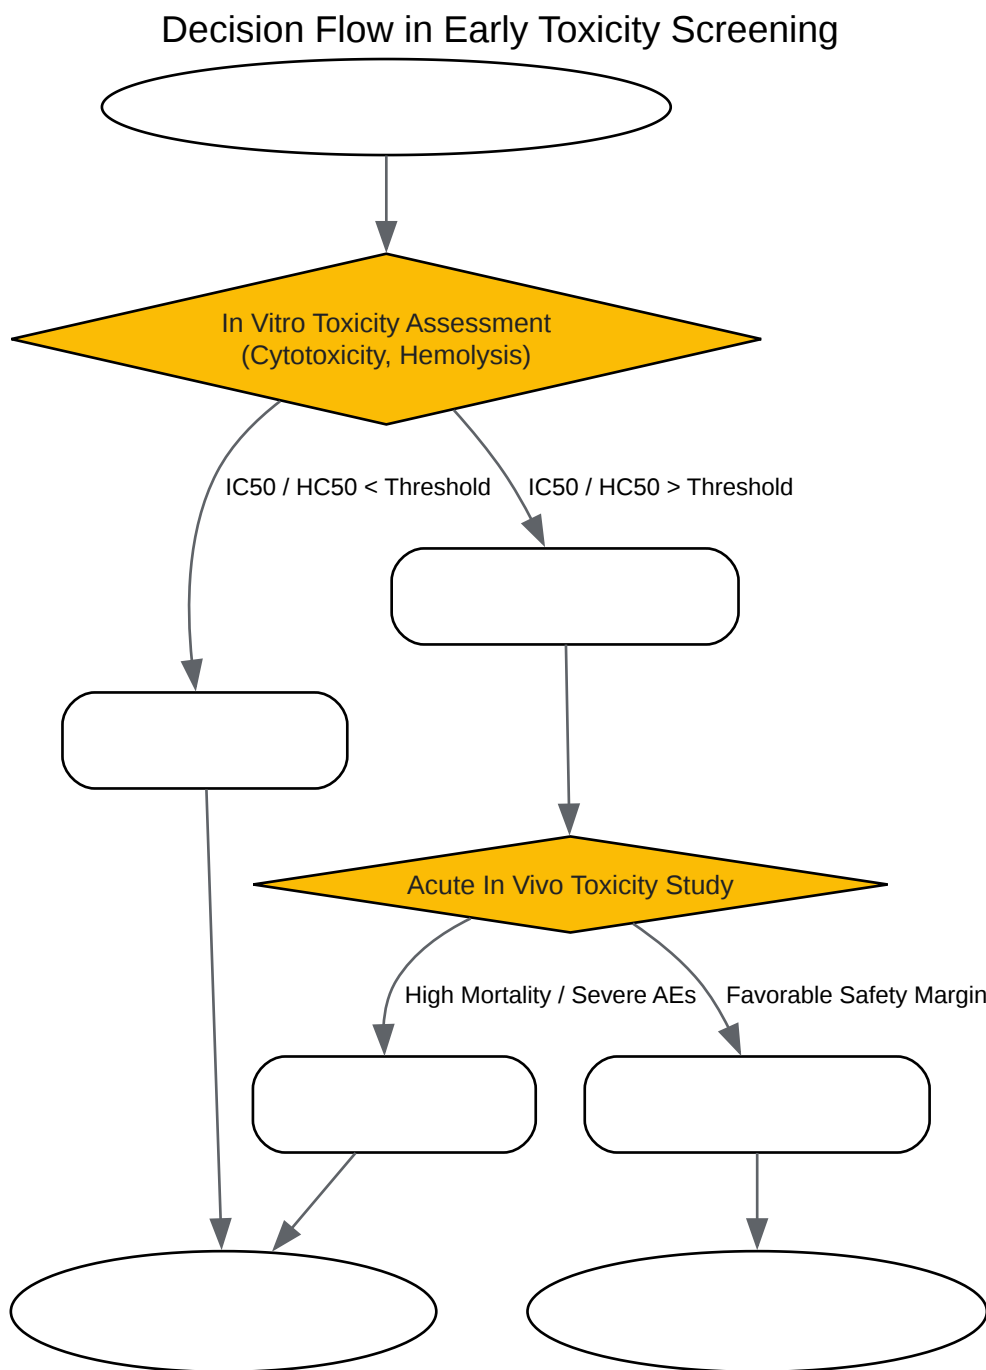 Decision Flow in Early Toxicity Screening
In Vitro Toxicity Assessment
(Cytotoxicity, Hemolysis)
IC50 / HC50 < Threshold
IC50 / HC50 > Threshold
Acute In Vivo Toxicity Study
High Mortality / Severe AEs
Favorable Safety Margin